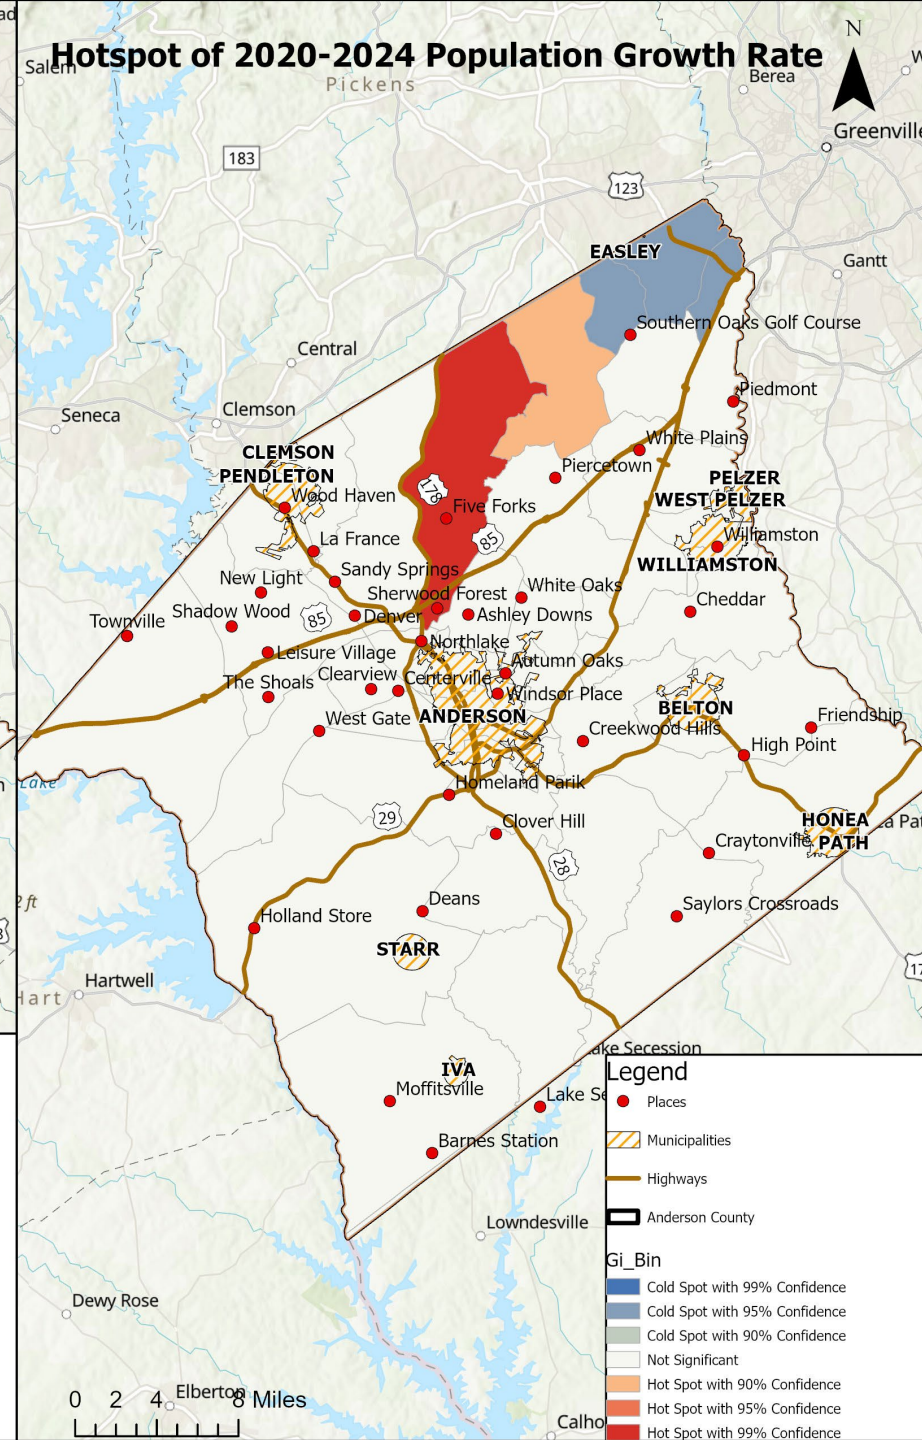 Hotspot of 2020-2024 Population Growth Rate
N
Salem
Pickens
Berea
Greenville
183
123
EASLEY
Gantt
Southern Oaks Golf Course
Central
Piedmont
Seneca
Clemson
White Plains
CLEMSON
Piercetown
PENDLETON
PELZER
WEST PELZER
Wood Haven
178
Five Forks
Williamston
La France
85
WILLIAMSTON
Sandy Springs
New Light
Sherwood Forest
White Oaks
Shadow Wood
85
Denver
Ashley Downs
Cheddar
Townville
Northlake
Leisure Village
Autumn Oaks
Clearview
Centerville
The Shoals
Windsor Place
BELTON
West Gate
ANDERSON
Friendship
Creekwood Hills
High Point
Lake
Homeland Parik
29
Clover Hill
HONEA
PATH
Craytonville
28
ft
Deans
Saylors Crossroads
Holland Store
STARR
Hartwell
Hart
17
Lake Secession
IVA
Moffitsville
Lake Se
Barnes Station
Lowndesville
Dewy Rose
Elberton
Calho
0 2 4 8 Miles
Legend
Places
Municipalities
Highways
Anderson County
Gi_Bin
Cold Spot with 99% Confidence
Cold Spot with 95% Confidence
Cold Spot with 90% Confidence
Not Significant
Hot Spot with 90% Confidence
Hot Spot with 95% Confidence
Hot Spot with 99% Confidence